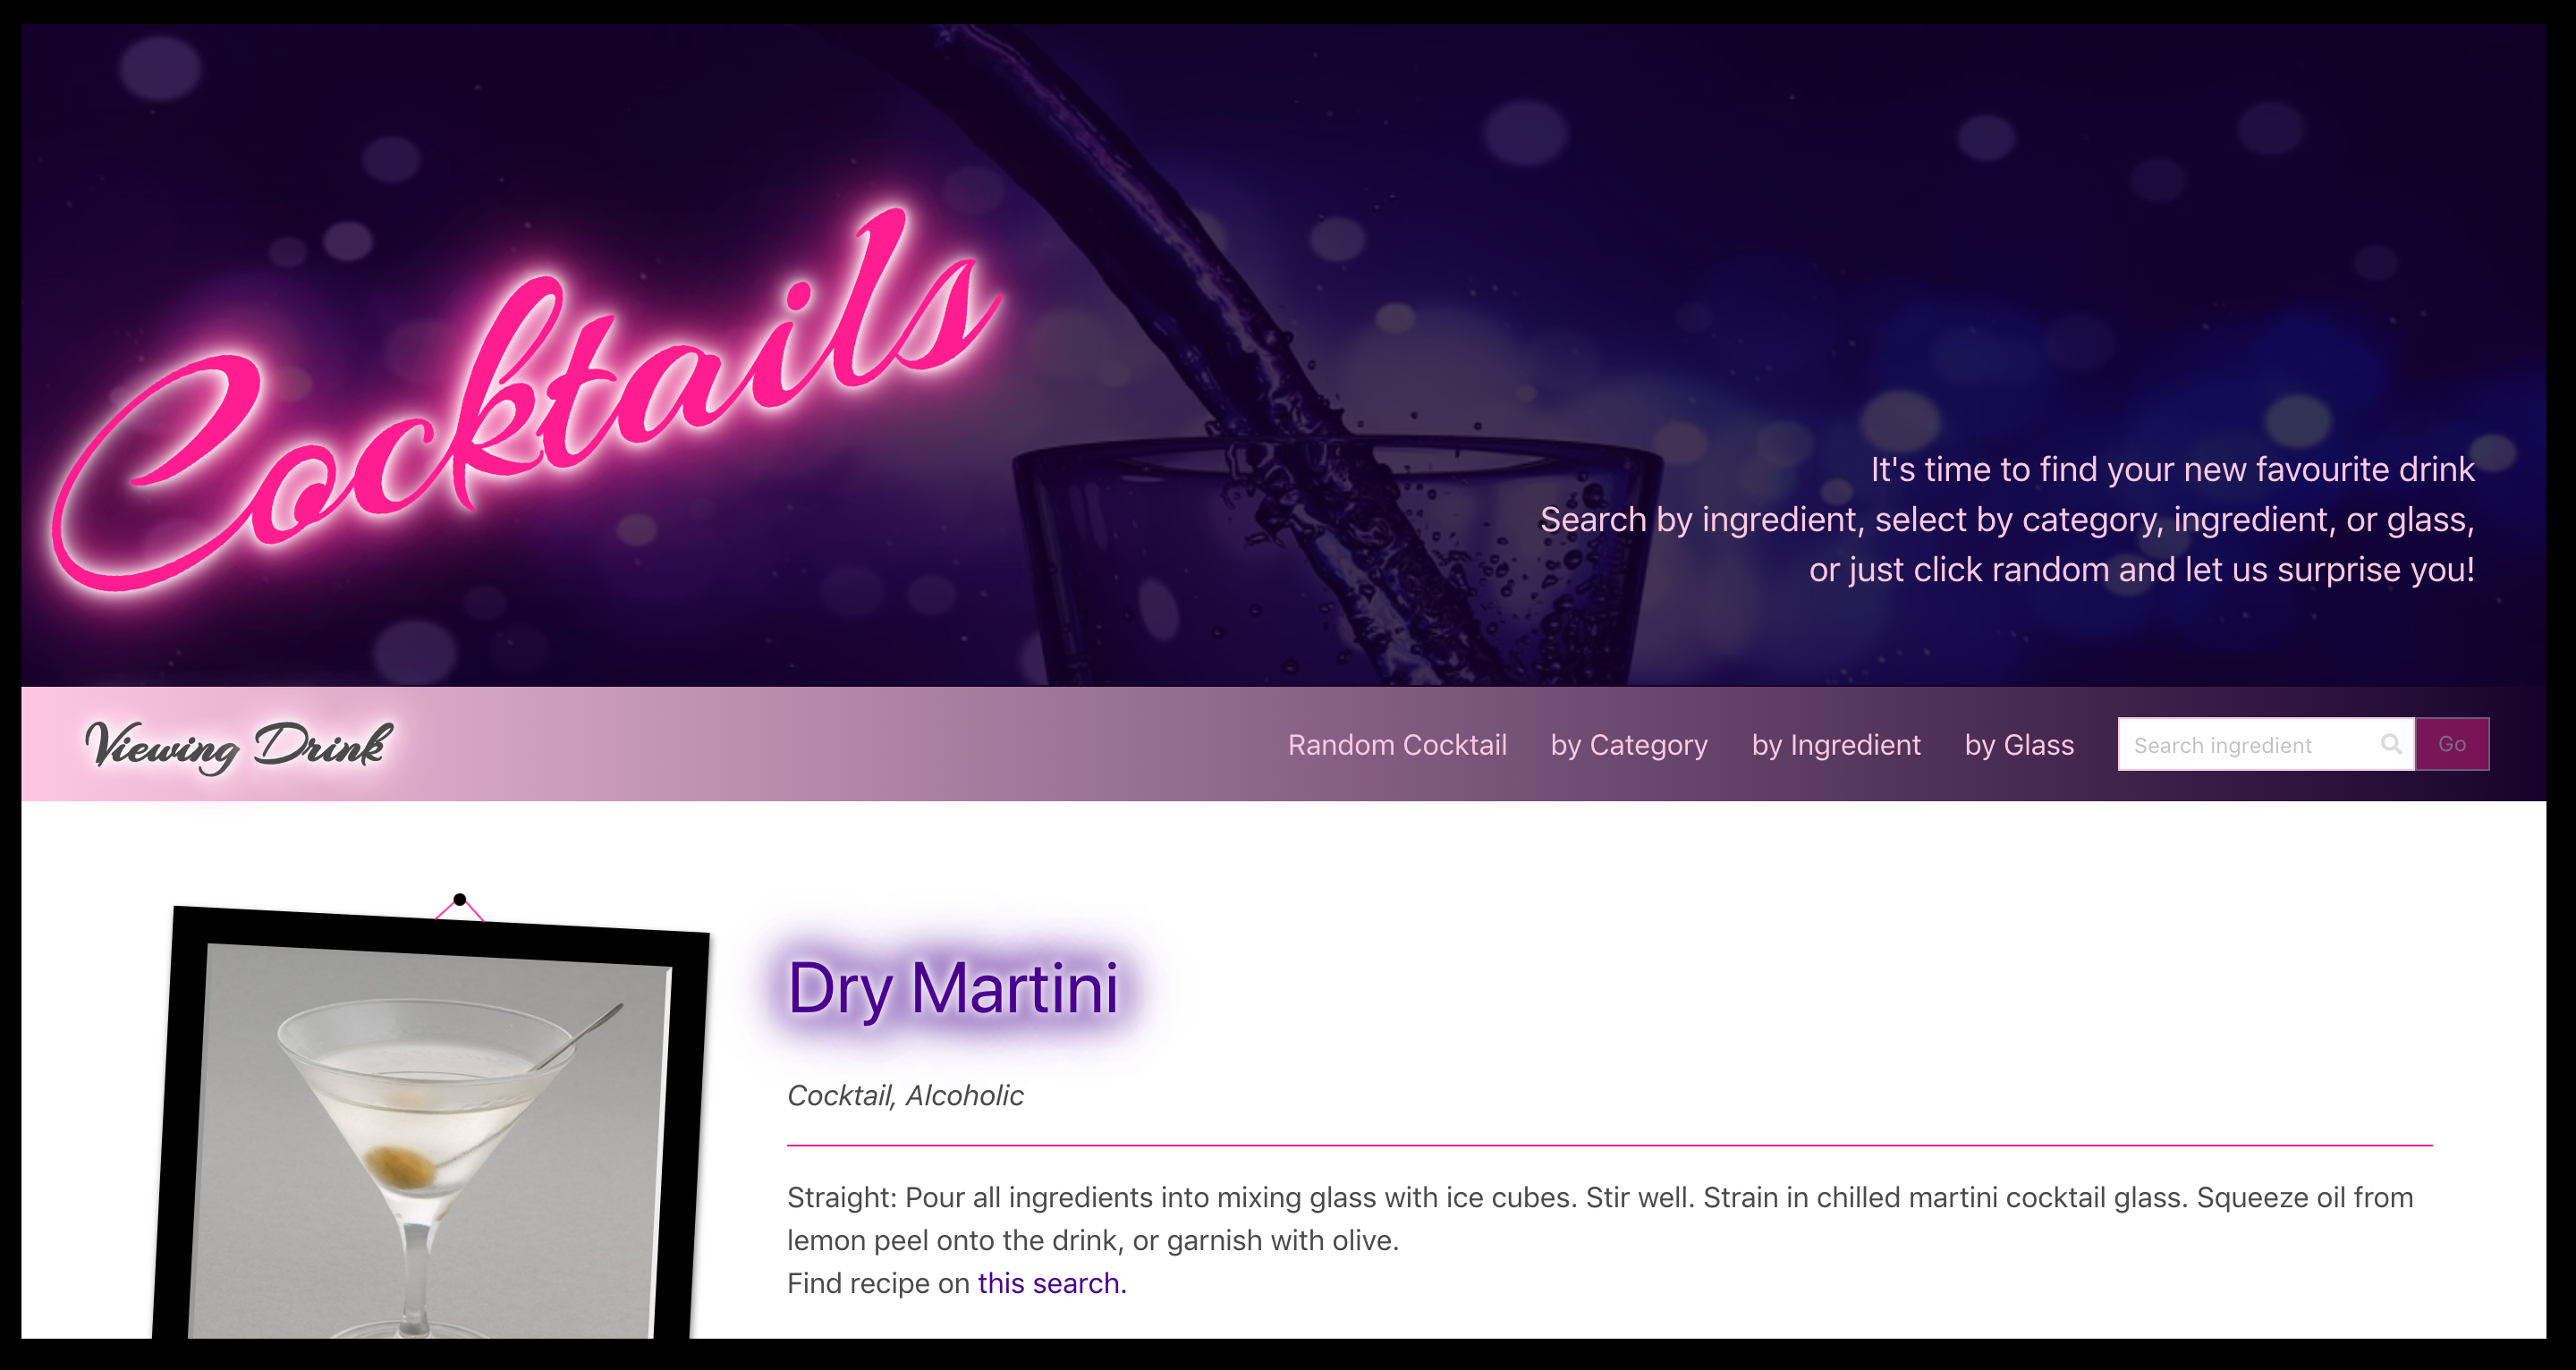 Cocktails
It's time to find your new favourite drink
Search by ingredient, select by category, ingredient, or glass,
or just click random and let us surprise you!
Viewing Drink
Random Cocktail by Category by Ingredient by Glass Search ingredient Go
Dry Martini
Cocktail, Alcoholic
Straight: Pour all ingredients into mixing glass with ice cubes. Stir well. Strain in chilled martini cocktail glass. Squeeze oil from
lemon peel onto the drink, or garnish with olive.
Find recipe on this search.